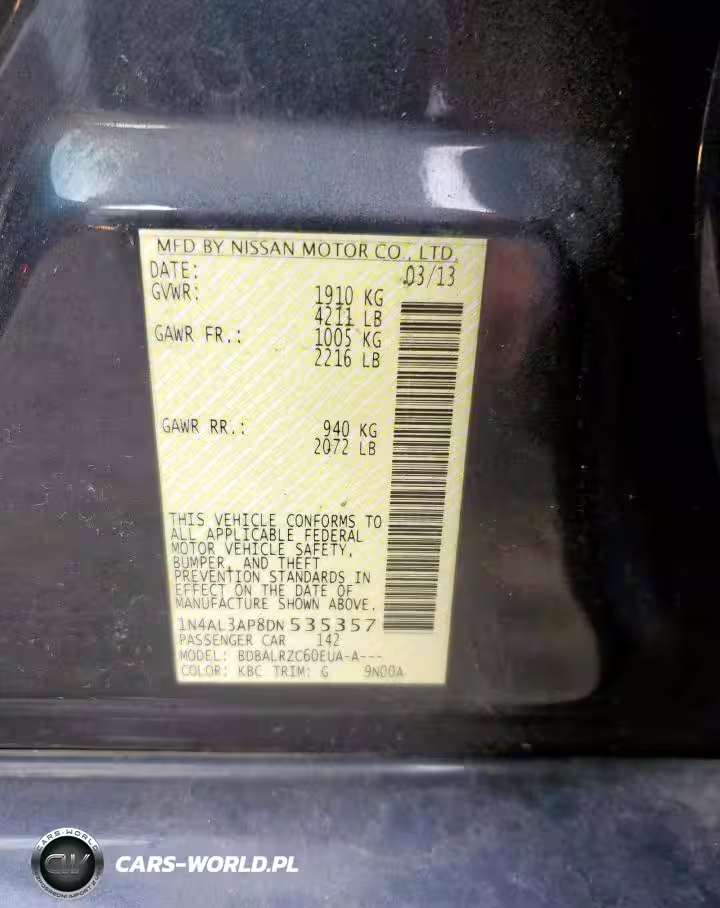 MFD BY NISSAN MOTOR CO., LTD.
DATE: 03/13
GVWR: 1910 KG
4211 LB
GAWR FR.: 1005 KG
2216 LB
GAWR RR.: 940 KG
2072 LB
THIS VEHICLE CONFORMS TO
ALL APPLICABLE FEDERAL
MOTOR VEHICLE SAFETY,
BUMPER, AND THEFT
PREVENTION STANDARDS IN
EFFECT ON THE DATE OF
MANUFACTURE SHOWN ABOVE.
1N4AL3AP8DN535357
PASSENGER CAR 142
MODEL: BDBALRZC60EUA-A---
COLOR: KBC TRIM: G 9N00A
CARS-WORLD
CW
CARS-WORLD.PL